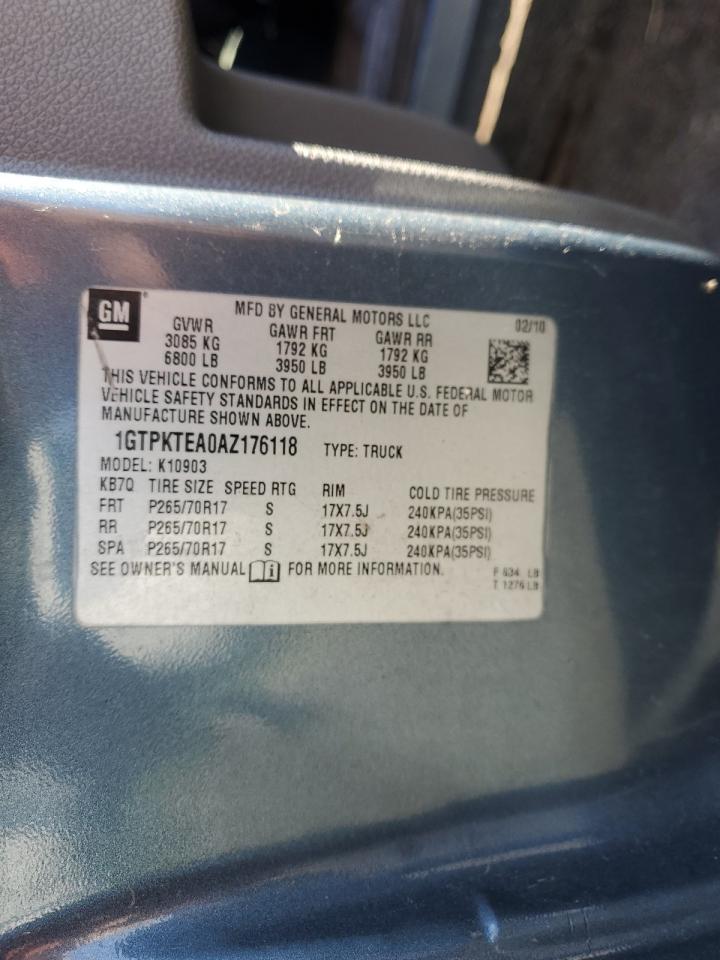 GM
MFD BY GENERAL MOTORS LLC 02/10
GVWR GAWR FRT GAWR RR
3085 KG 1792 KG 1792 KG
6800 LB 3950 LB 3950 LB
THIS VEHICLE CONFORMS TO ALL APPLICABLE U.S. FEDERAL MOTOR
VEHICLE SAFETY STANDARDS IN EFFECT ON THE DATE OF
MANUFACTURE SHOWN ABOVE.
1GTPKTEA0AZ176118 TYPE: TRUCK
MODEL: K10903
KB7Q TIRE SIZE SPEED RTG RIM COLD TIRE PRESSURE
FRT P265/70R17 S 17X7.5J 240KPA(35PSI)
RR P265/70R17 S 17X7.5J 240KPA(35PSI)
SPA P265/70R17 S 17X7.5J 240KPA(35PSI)
SEE OWNER'S MANUAL i FOR MORE INFORMATION.
F 634 LB
T 1276 LB